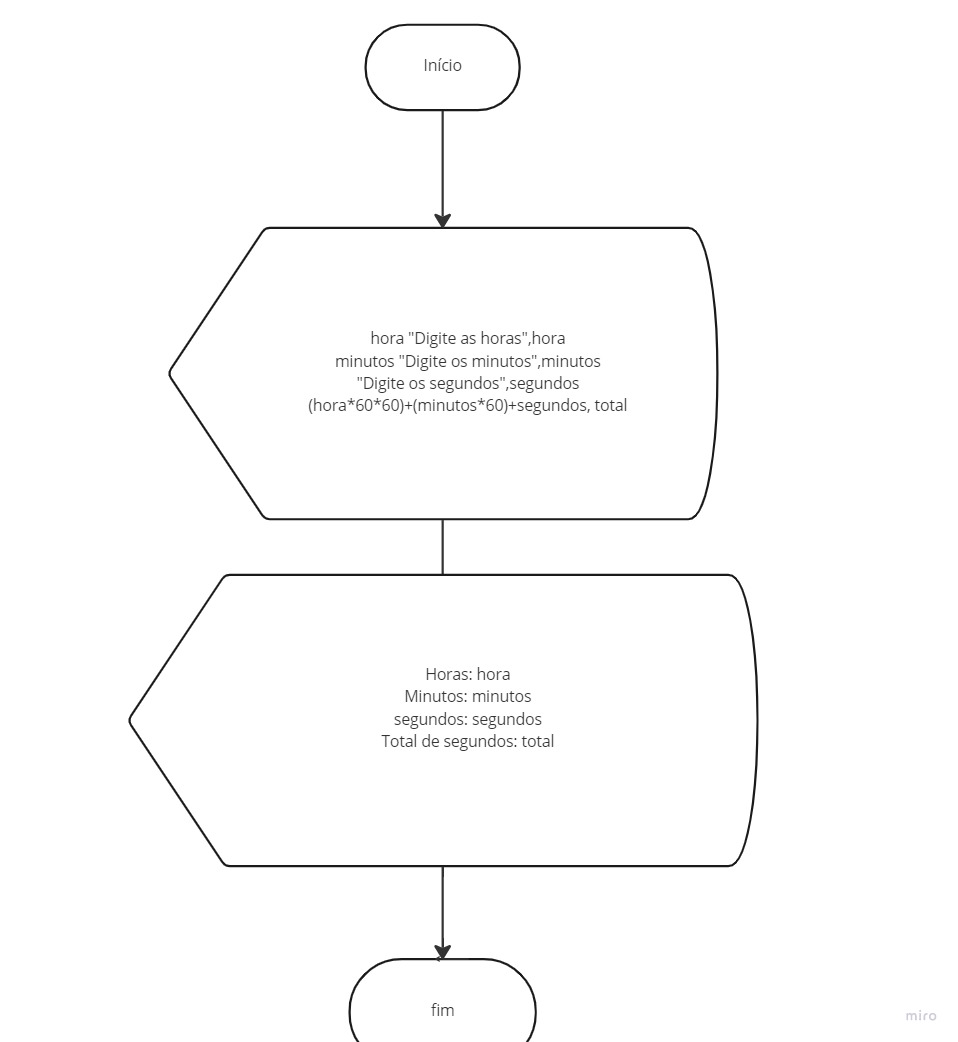 Início
hora "Digite as horas",hora
minutos "Digite os minutos",minutos
"Digite os segundos",segundos
(hora*60*60)+(minutos*60)+segundos, total
Horas: hora
Minutos: minutos
segundos: segundos
Total de segundos: total
fim
miro